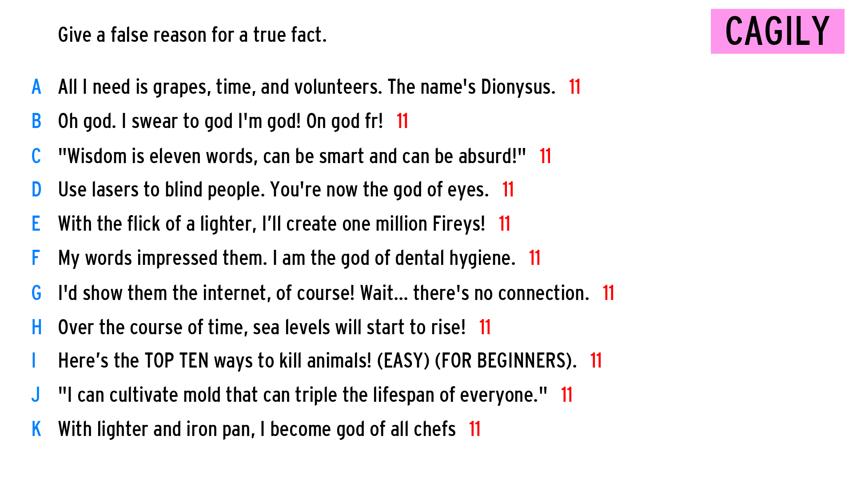 Give a false reason for a true fact.
CAGILY
A All I need is grapes, time, and volunteers. The name's Dionysus. 11
B Oh god. I swear to god I'm god! On god fr! 11
C "Wisdom is eleven words, can be smart and can be absurd!" 11
D Use lasers to blind people. You're now the god of eyes. 11
E With the flick of a lighter, I’ll create one million Fireys! 11
F My words impressed them. I am the god of dental hygiene. 11
G I'd show them the internet, of course! Wait... there's no connection. 11
H Over the course of time, sea levels will start to rise! 11
I Here’s the TOP TEN ways to kill animals! (EASY) (FOR BEGINNERS). 11
J "I can cultivate mold that can triple the lifespan of everyone." 11
K With lighter and iron pan, I become god of all chefs 11